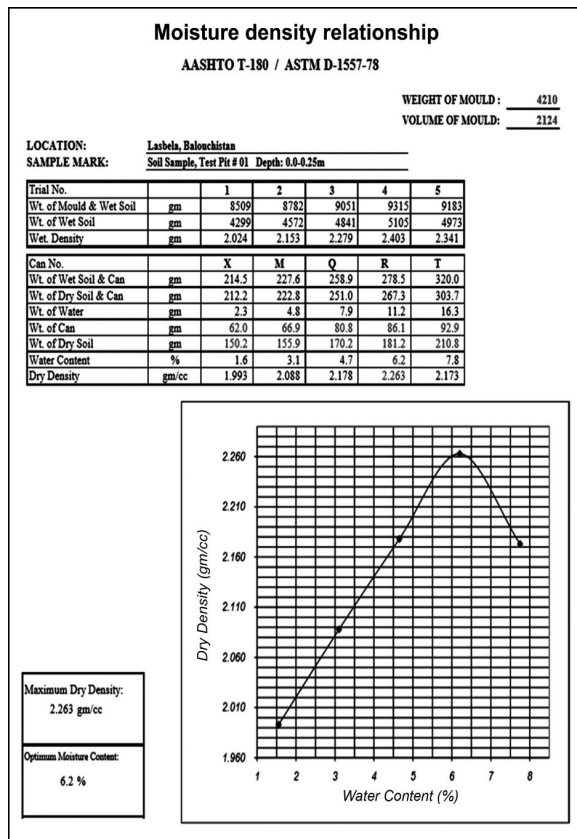 Moisture density relationship
AASHTO T-180 / ASTM D-1557-78
WEIGHT OF MOULD : 4210
VOLUME OF MOULD: 2124
LOCATION: Lasbela, Balouchistan
SAMPLE MARK: Soil Sample, Test Pit # 01 Depth: 0.0-0.25m
Trial No. 1 2 3 4 5
Wt. of Mould & Wet Soil gm 8509 8782 9051 9315 9183
Wt. of Wet Soil gm 4299 4572 4841 5105 4973
Wet. Density gm 2.024 2.153 2.279 2.403 2.341
Can No. X M Q R T
Wt. of Wet Soil & Can gm 214.5 227.6 258.9 278.5 320.0
Wt. of Dry Soil & Can gm 212.2 222.8 251.0 267.3 303.7
Wt. of Water gm 2.3 4.8 7.9 11.2 16.3
Wt. of Can gm 62.0 66.9 80.8 86.1 92.9
Wt. of Dry Soil gm 150.2 155.9 170.2 181.2 210.8
Water Content % 1.6 3.1 4.7 6.2 7.8
Dry Density gm/cc 1.993 2.088 2.178 2.263 2.173
Maximum Dry Density:
2.263 gm/cc
Optimum Moisture Content:
6.2 %
Dry Density (gm/cc)
2.260
2.210
2.160
2.110
2.060
2.010
1.960
1 2 3 4 5 6 7 8
Water Content (%)